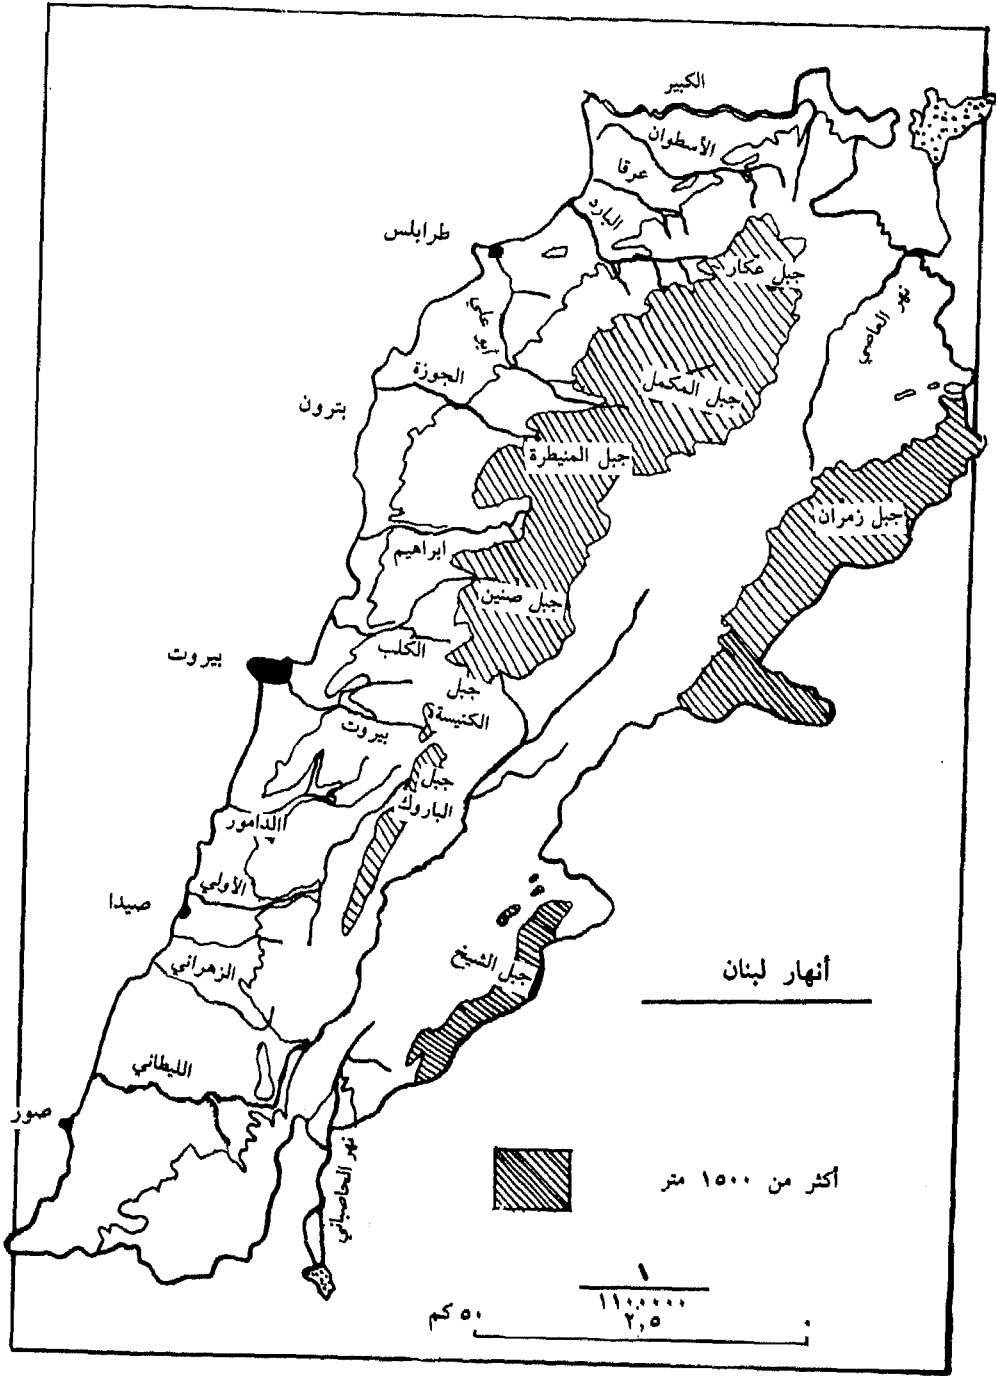 الكبير
الأسطوان
عرقا
البارد
طرابلس
جبل عكار
نهر العاصي
أبو علي
الجوزة
جبل المكمل
بترون
جبل المنيطرة
جبل زمران
ابراهيم
جبل صنين
الكلب
بيروت
جبل
الكنيسة
بيروت
جبل
الباروك
الدامور
الأولي
صيدا
جبل الشيخ
الزهراني
أنهار لبنان
الليطاني
صور
نهر الحاصباني
أكثر من ١٥٠٠ متر
١
١١٠٠٠٠٠
٢,٥
٥٠ كم
٠